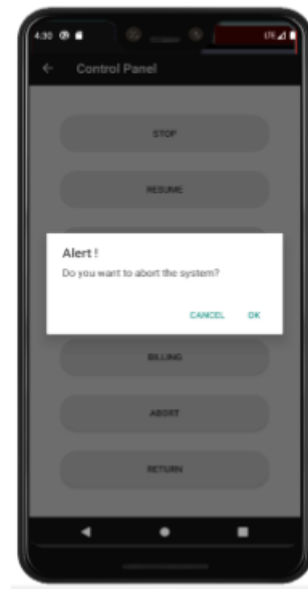 4:30 LTE
Control Panel
STOP
RESUME
Alert !
Do you want to abort the system?
CANCEL OK
BILLING
ABORT
RETURN